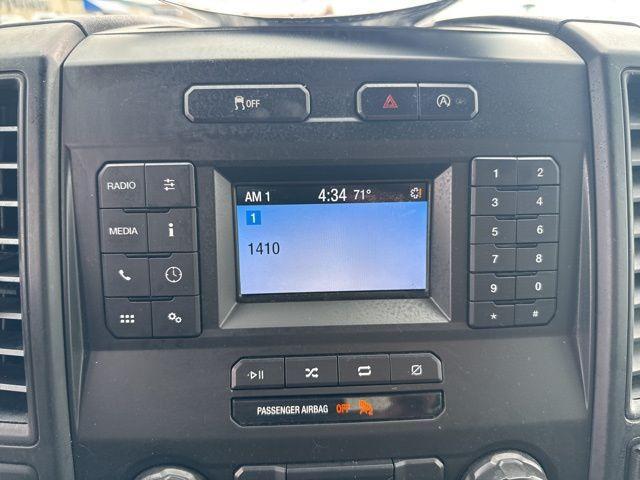 OFF
A
RADIO
MEDIA
i
AM 1 4:34 71°
1
1410
1 2
3 4
5 6
7 8
9 0
* #
PASSENGER AIRBAG OFF